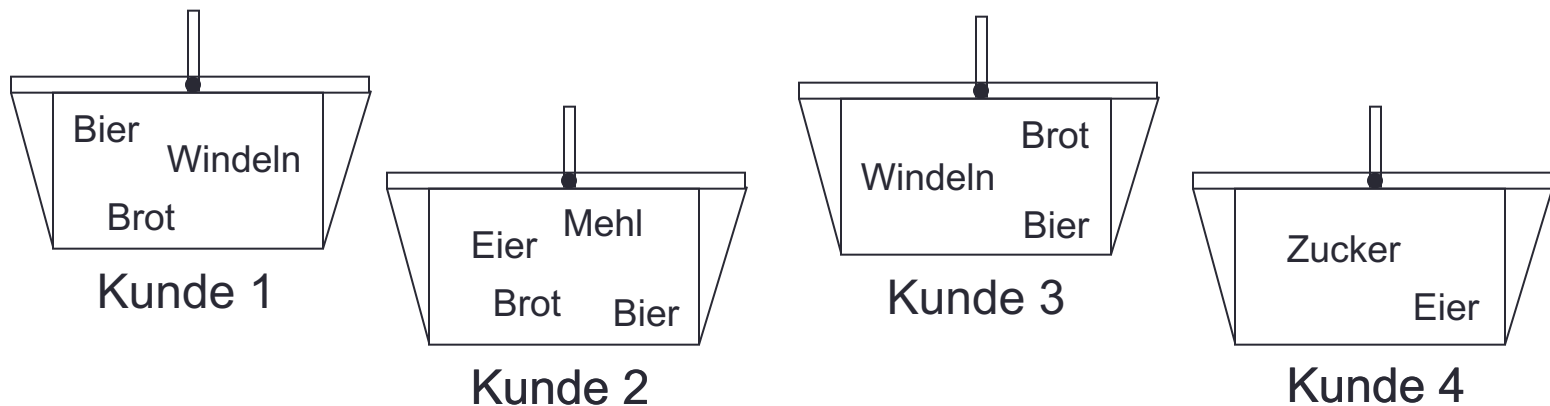 Bier
Windeln
Brot
Kunde 1
Mehl
Eier
Brot
Bier
Kunde 2
Brot
Windeln
Bier
Kunde 3
Zucker
Eier
Kunde 4